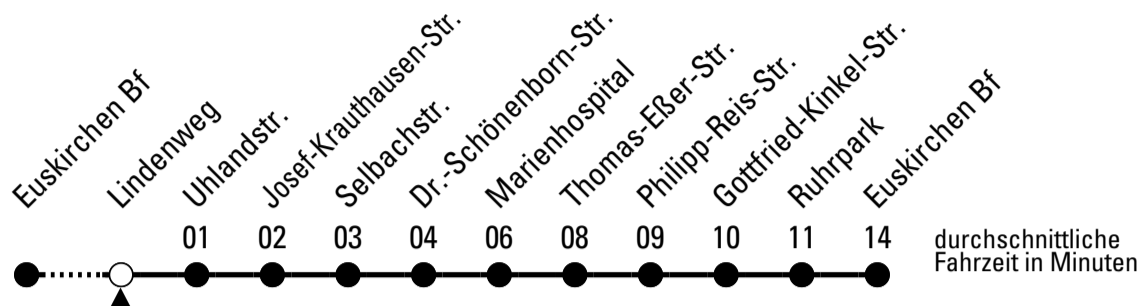 Euskirchen Bf
Lindenweg
Uhlandstr.
Josef-Krauthausen-Str.
Selbachstr.
Dr.-Schönenborn-Str.
Marienhospital
Thomas-Eßer-Str.
Philipp-Reis-Str.
Gottfried-Kinkel-Str.
Ruhrpark
Euskirchen Bf
01 02 03 04 06 08 09 10 11 14
durchschnittliche
Fahrzeit in Minuten